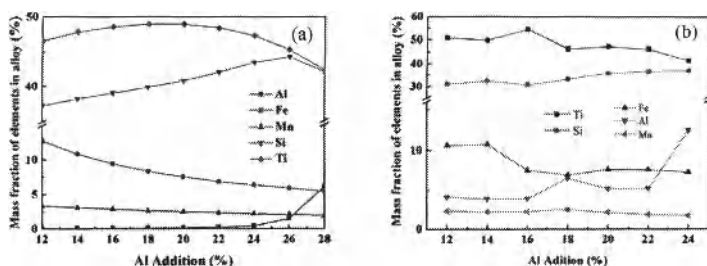 (a)
50
40
10
5
0
Al
Fe
Mn
Si
Ti
12 14 16 18 20 22 24 26 28
Al Addition (%)
Mass fraction of elements in alloy (%)
(b)
60
50
40
30
10
0
Ti
Si
Fe
Al
Mn
12 14 16 18 20 22 24
Al Addition (%)
Mass fraction of elements in alloy (%)